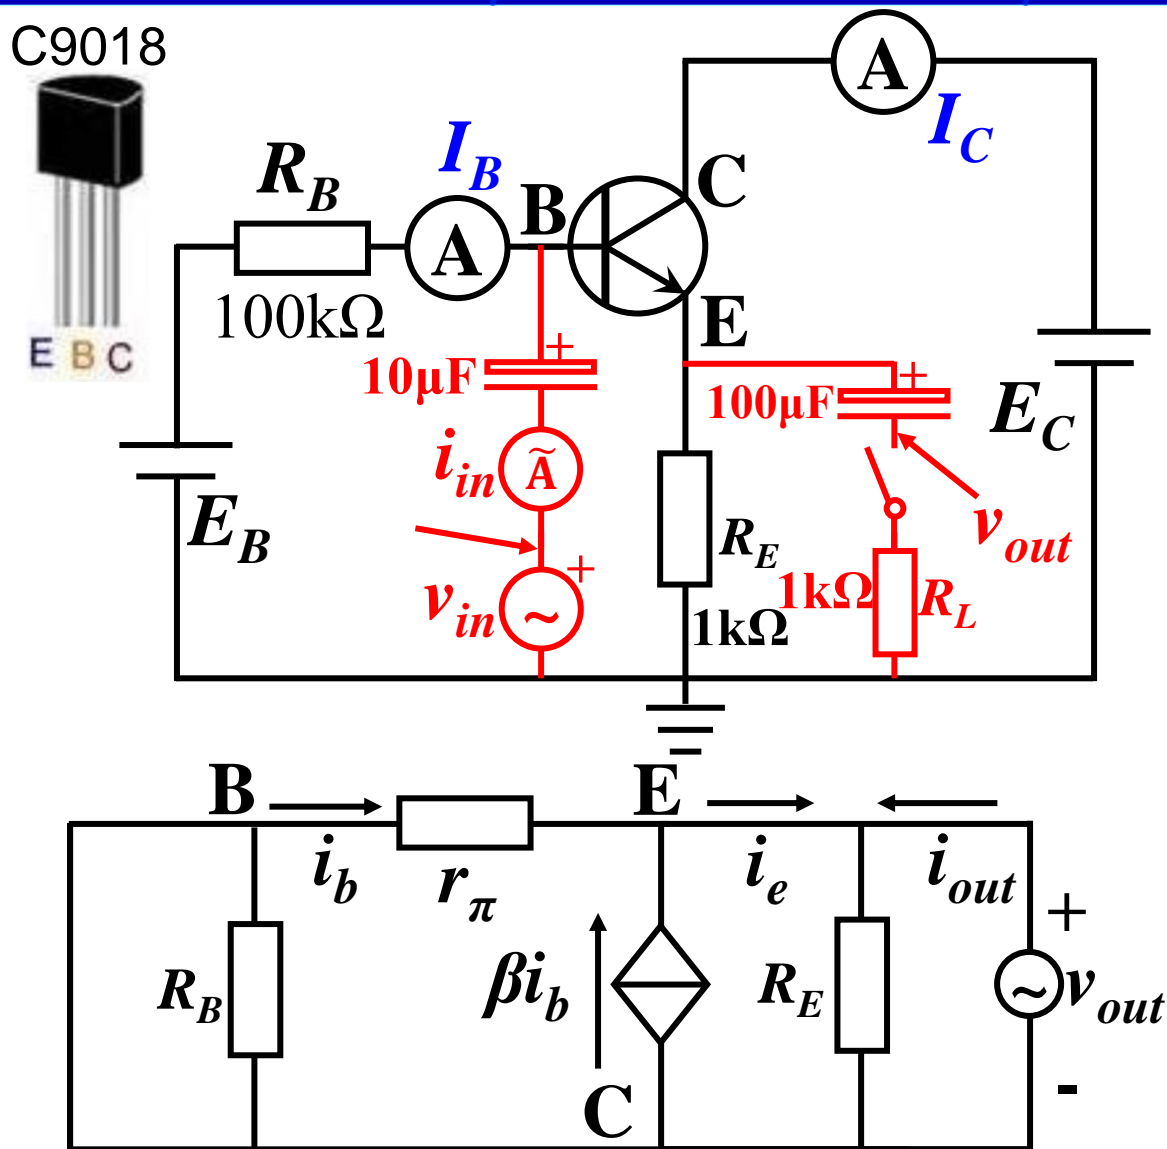 C9018
E B C
R_B
100kΩ
I_B
A
B
C
E
A
I_C
10μF
+
i_in
Ã
v_in
+
~
E_B
100μF
+
v_out
R_E
1kΩ
1kΩ
R_L
E_C
B
i_b
r_π
E
i_e
i_out
R_B
βi_b
C
R_E
+
~
v_out
-